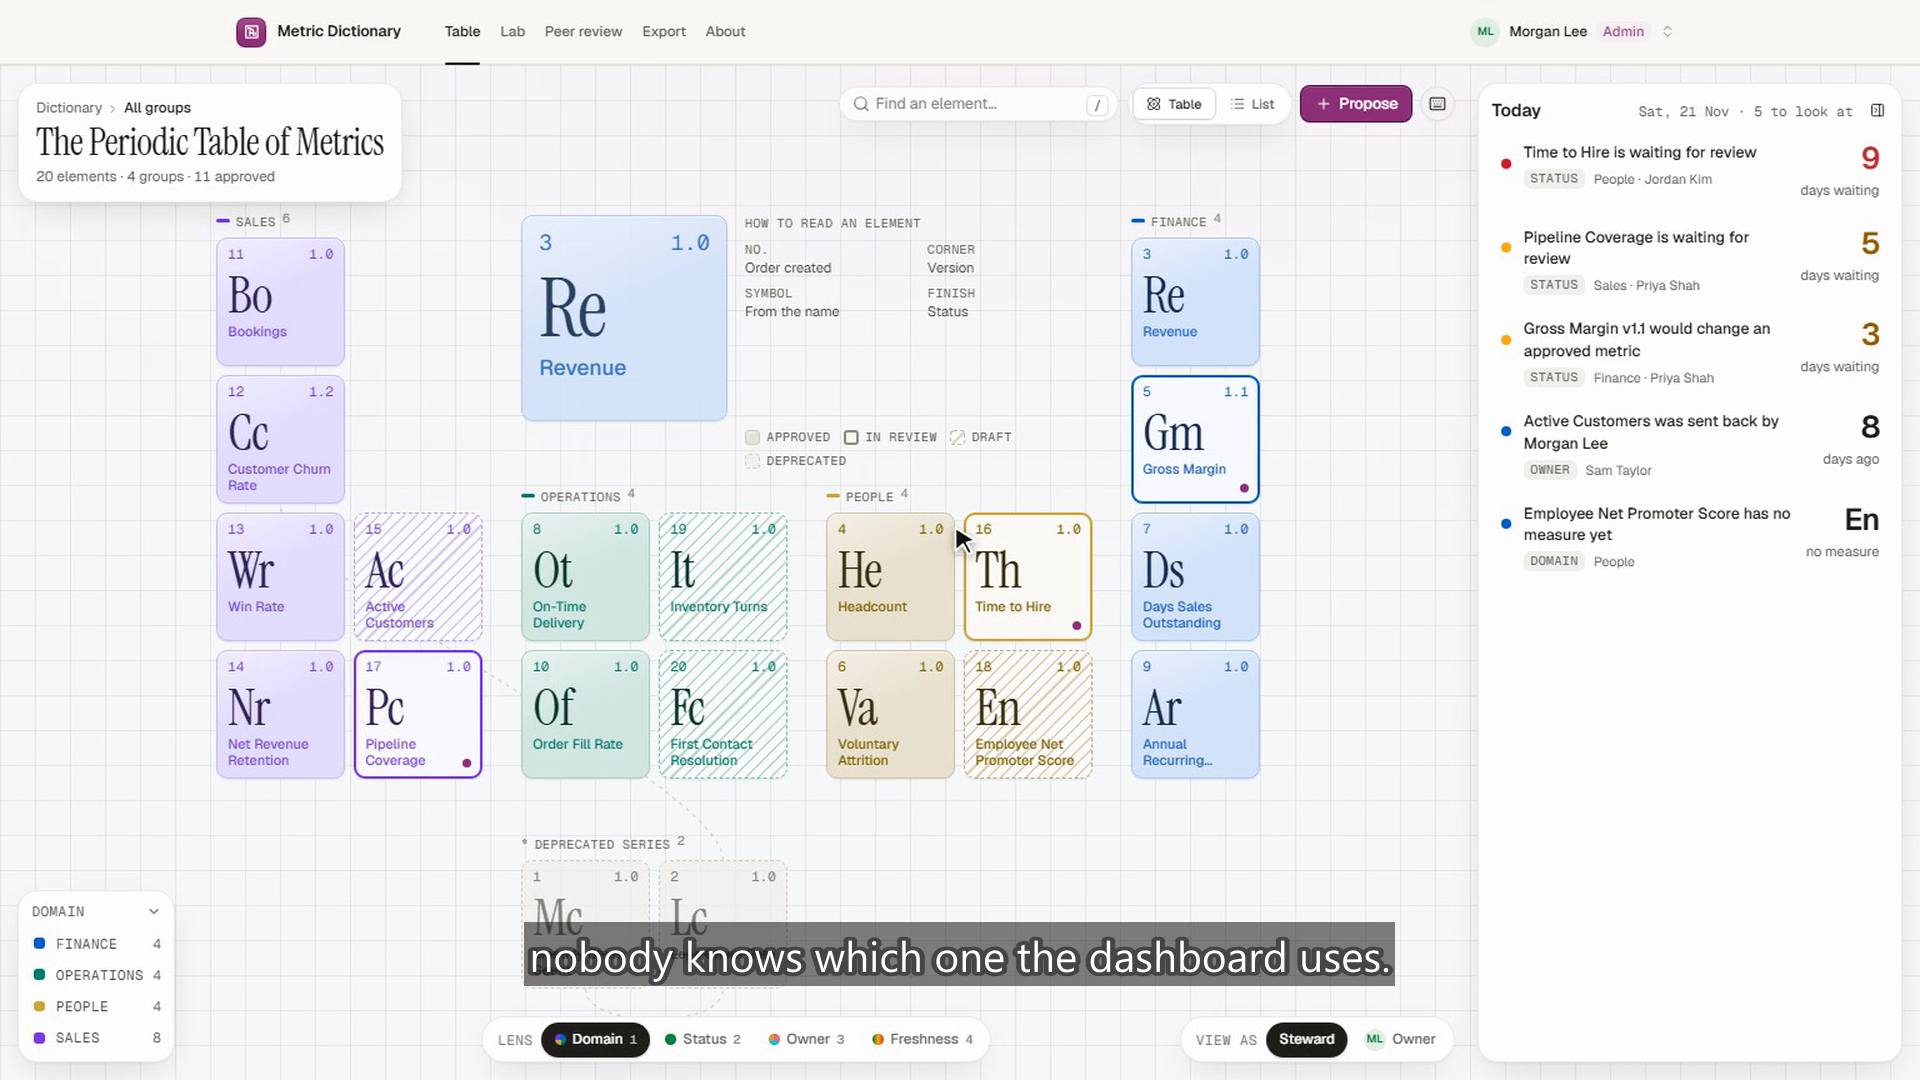 Metric Dictionary
Table
Lab
Peer review
Export
About
ML Morgan Lee Admin
Dictionary > All groups
The Periodic Table of Metrics
20 elements · 4 groups · 11 approved
Find an element... /
Table
List
+ Propose
Today
Sat, 21 Nov · 5 to look at
Time to Hire is waiting for review
STATUS People · Jordan Kim
9
days waiting
Pipeline Coverage is waiting for
review
STATUS Sales · Priya Shah
5
days waiting
Gross Margin v1.1 would change an
approved metric
STATUS Finance · Priya Shah
3
days waiting
Active Customers was sent back by
Morgan Lee
OWNER Sam Taylor
8
days ago
Employee Net Promoter Score has no
measure yet
DOMAIN People
En
no measure
SALES 6
11 1.0
Bo
Bookings
12 1.2
Cc
Customer Churn
Rate
13 1.0
Wr
Win Rate
15 1.0
Ac
Active
Customers
14 1.0
Nr
Net Revenue
Retention
17 1.0
Pc
Pipeline
Coverage
3 1.0
Re
Revenue
HOW TO READ AN ELEMENT
NO.
Order created
CORNER
Version
SYMBOL
From the name
FINISH
Status
APPROVED
IN REVIEW
DRAFT
DEPRECATED
OPERATIONS 4
8 1.0
Ot
On-Time
Delivery
19 1.0
It
Inventory Turns
10 1.0
Of
Order Fill Rate
20 1.0
Fc
First Contact
Resolution
PEOPLE 4
4 1.0
He
Headcount
16 1.0
Th
Time to Hire
6 1.0
Va
Voluntary
Attrition
18 1.0
En
Employee Net
Promoter Score
FINANCE 4
3 1.0
Re
Revenue
5 1.1
Gm
Gross Margin
7 1.0
Ds
Days Sales
Outstanding
9 1.0
Ar
Annual
Recurring...
* DEPRECATED SERIES 2
1 1.0
Mc
2 1.0
Lc
nobody knows which one the dashboard uses.
DOMAIN
FINANCE 4
OPERATIONS 4
PEOPLE 4
SALES 8
LENS
Domain 1
Status 2
Owner 3
Freshness 4
VIEW AS
Steward
ML Owner